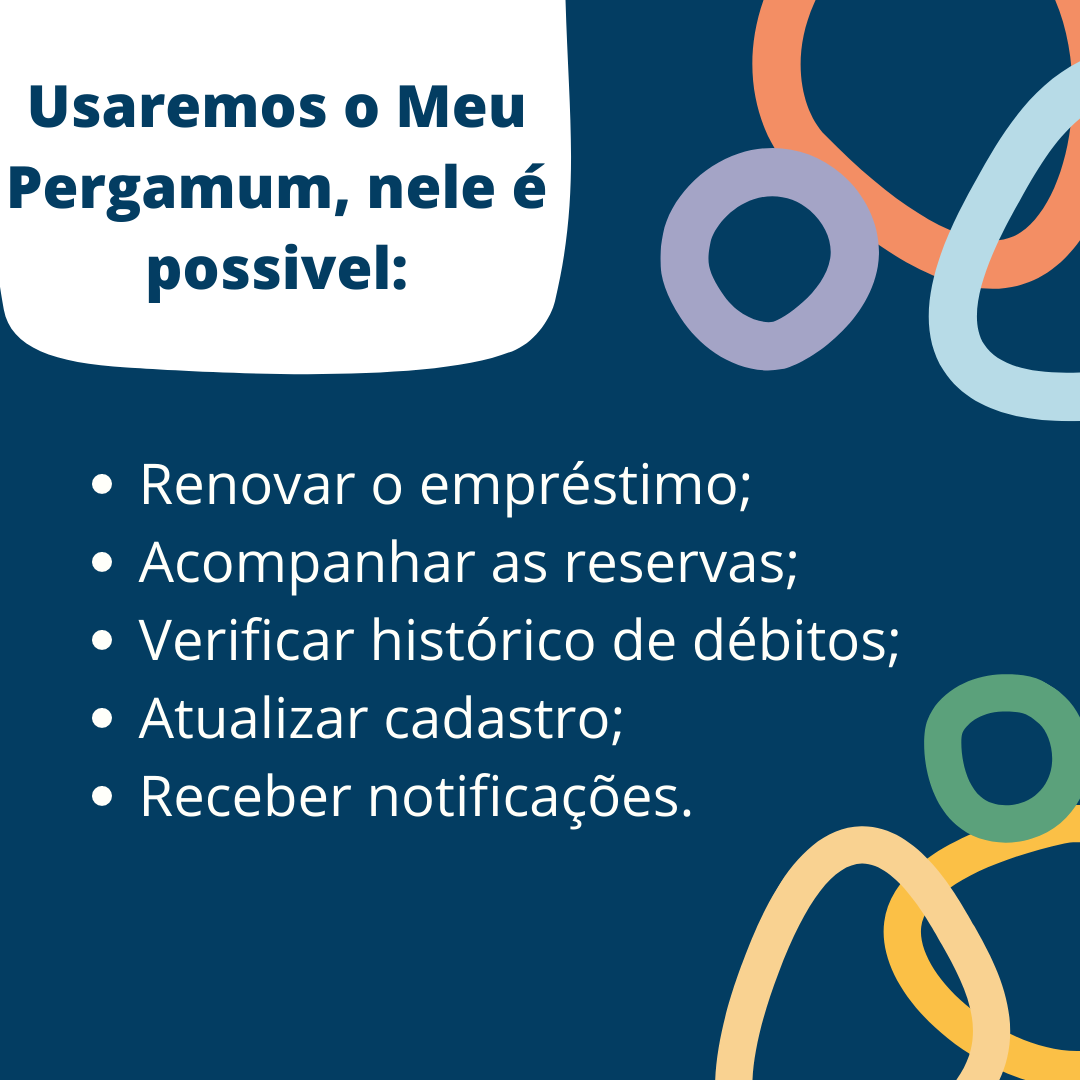 Usaremos o Meu
Pergamum, nele é
possivel:
• Renovar o empréstimo;
• Acompanhar as reservas;
• Verificar histórico de débitos;
• Atualizar cadastro;
• Receber notificações.